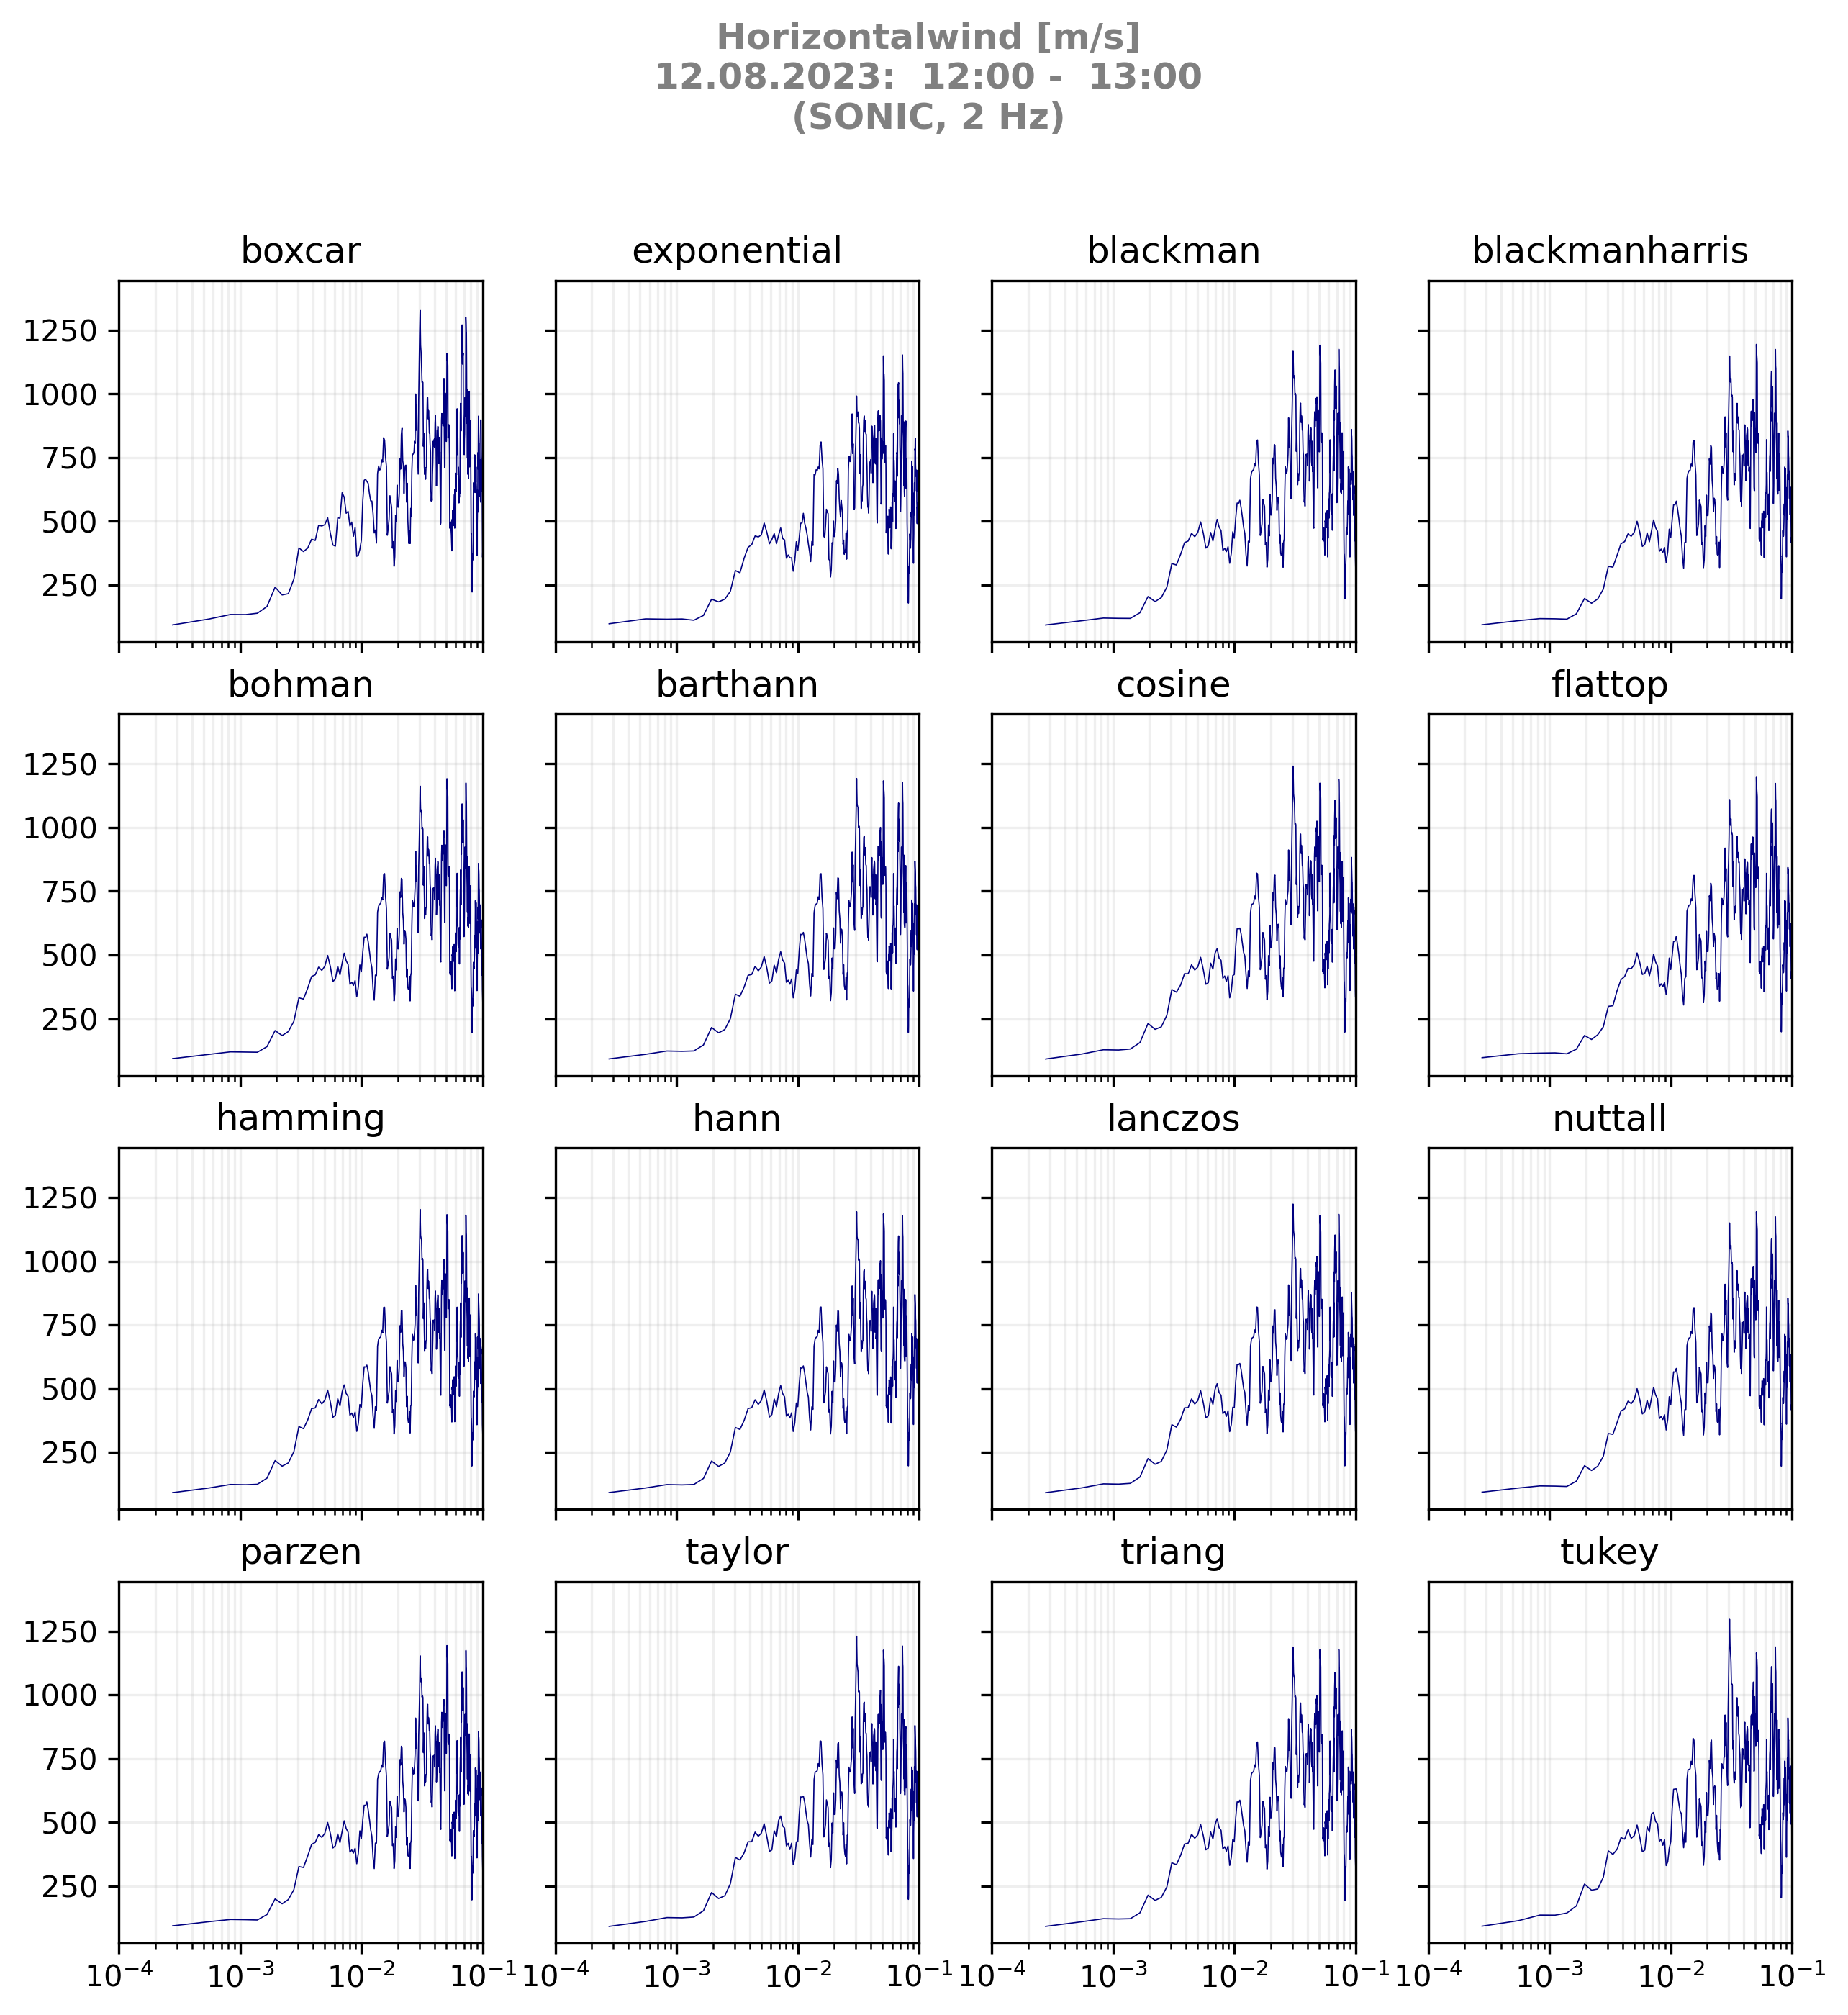 Horizontalwind [m/s]
12.08.2023:  12:00 -  13:00
(SONIC, 2 Hz)
boxcar exponential blackman blackmanharris
1250
1000
750
500
250
bohman barthann cosine flattop
1250
1000
750
500
250
hamming hann lanczos nuttall
1250
1000
750
500
250
parzen taylor triang tukey
1250
1000
750
500
250
10⁻⁴ 10⁻³ 10⁻² 10⁻¹ 10⁻⁴ 10⁻³ 10⁻² 10⁻¹ 10⁻⁴ 10⁻³ 10⁻² 10⁻¹ 10⁻⁴ 10⁻³ 10⁻² 10⁻¹